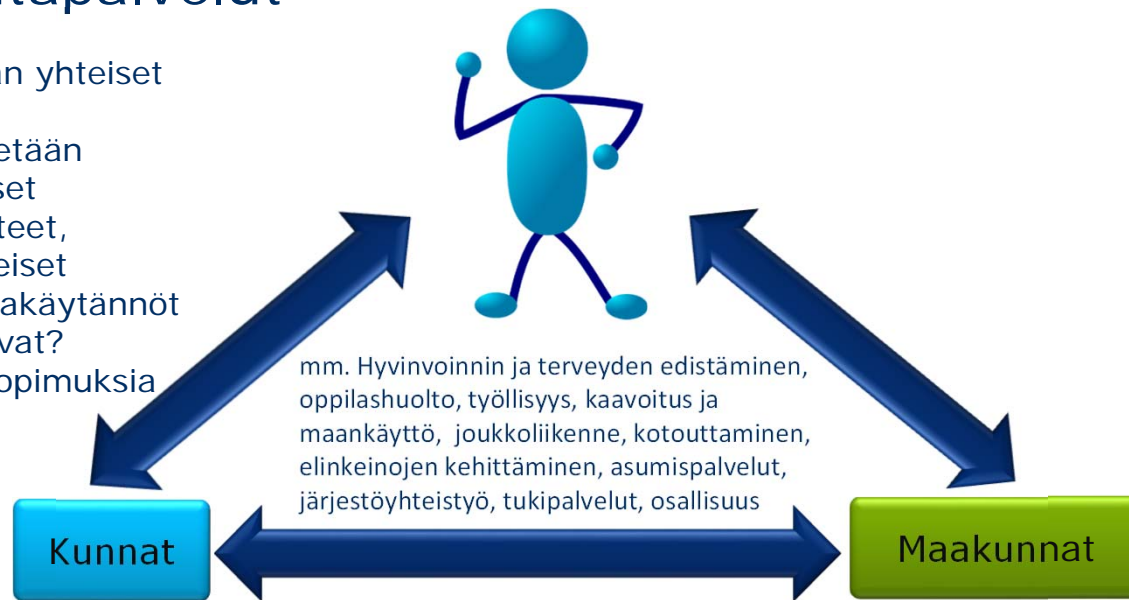 tapalvelut
n yhteiset
etään
set
teet,
eiset
akäytännöt
vat?
opimuksia
mm. Hyvinvoinnin ja terveyden edistäminen,
oppilashuolto, työllisyys, kaavoitus ja
maankäyttö, joukkoliikenne, kotouttaminen,
elinkeinojen kehittäminen, asumispalvelut,
järjestöyhteistyö, tukipalvelut, osallisuus
Kunnat
Maakunnat